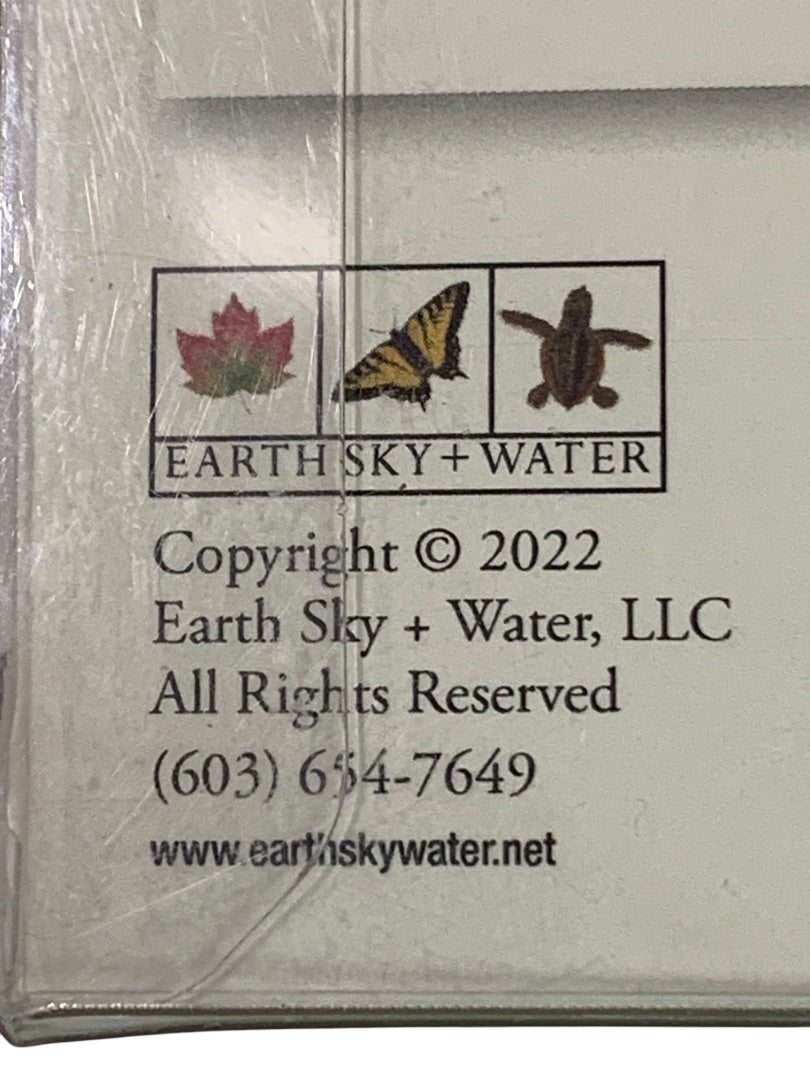 EARTH SKY+WATER
Copyright © 2022
Earth Sky + Water, LLC
All Rights Reserved
(603) 654-7649
www.earthskywater.net